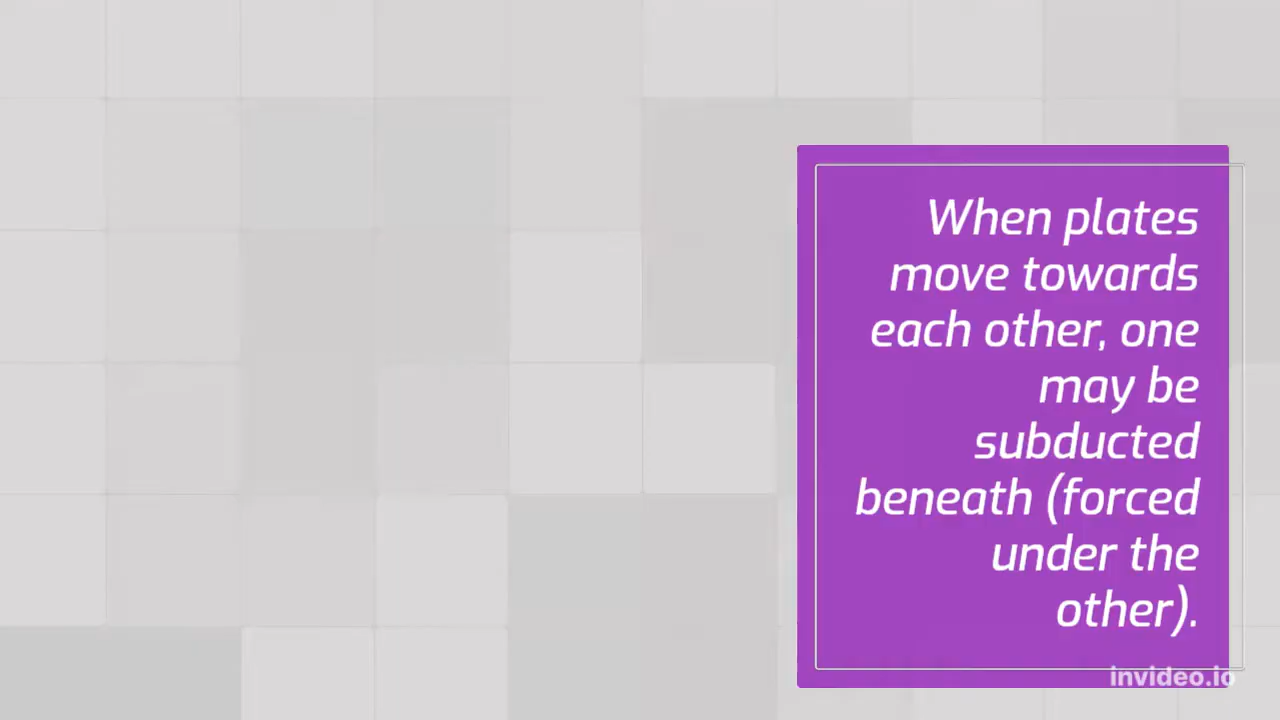 When plates
move towards
each other, one
may be
subducted
beneath (forced
under the
other).
invideo.io